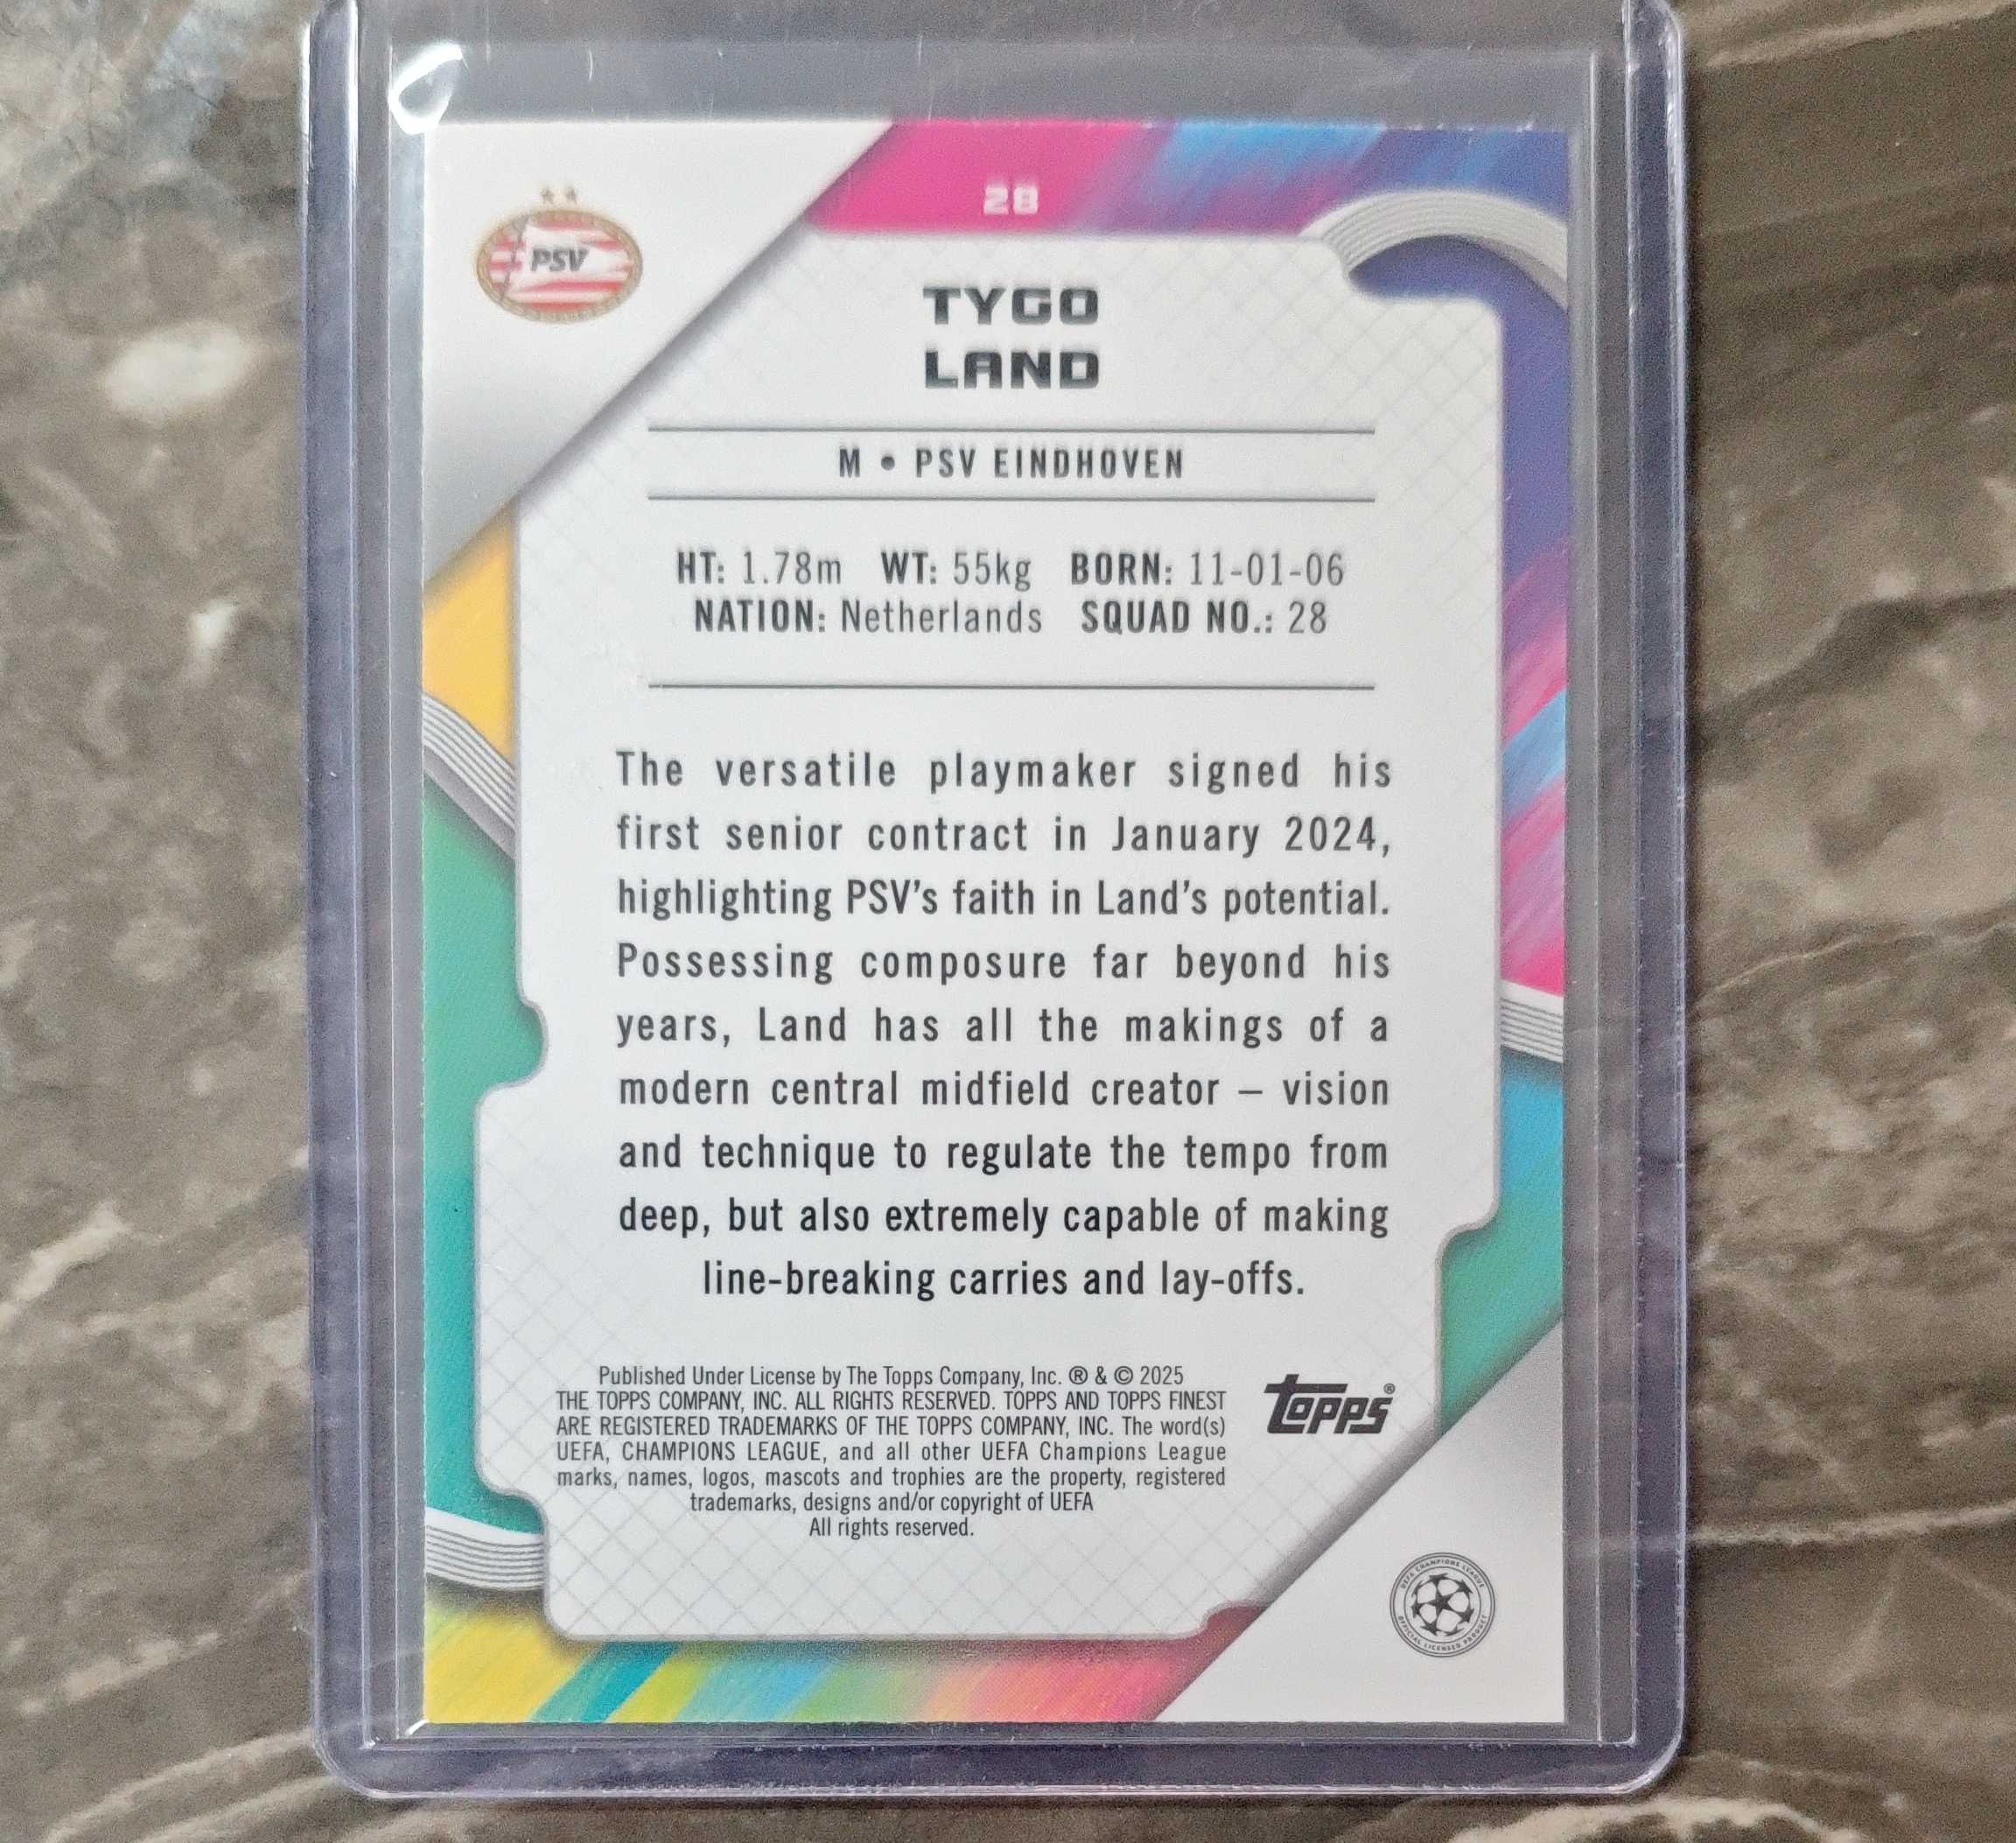 28
PSV
TYGO
LAND
M • PSV EINDHOVEN
HT: 1.78m WT: 55kg BORN: 11-01-06
NATION: Netherlands SQUAD NO.: 28
The versatile playmaker signed his
first senior contract in January 2024,
highlighting PSV's faith in Land's potential.
Possessing composure far beyond his
years, Land has all the makings of a
modern central midfield creator – vision
and technique to regulate the tempo from
deep, but also extremely capable of making
line-breaking carries and lay-offs.
Published Under License by The Topps Company, Inc. ® & © 2025
THE TOPPS COMPANY, INC. ALL RIGHTS RESERVED. TOPPS AND TOPPS FINEST
ARE REGISTERED TRADEMARKS OF THE TOPPS COMPANY, INC. The word(s)
UEFA, CHAMPIONS LEAGUE, and all other UEFA Champions League
marks, names, logos, mascots and trophies are the property, registered
trademarks, designs and/or copyright of UEFA
All rights reserved.
topps®
UEFA CHAMPIONS LEAGUE
OFFICIAL LICENSED PRODUCT